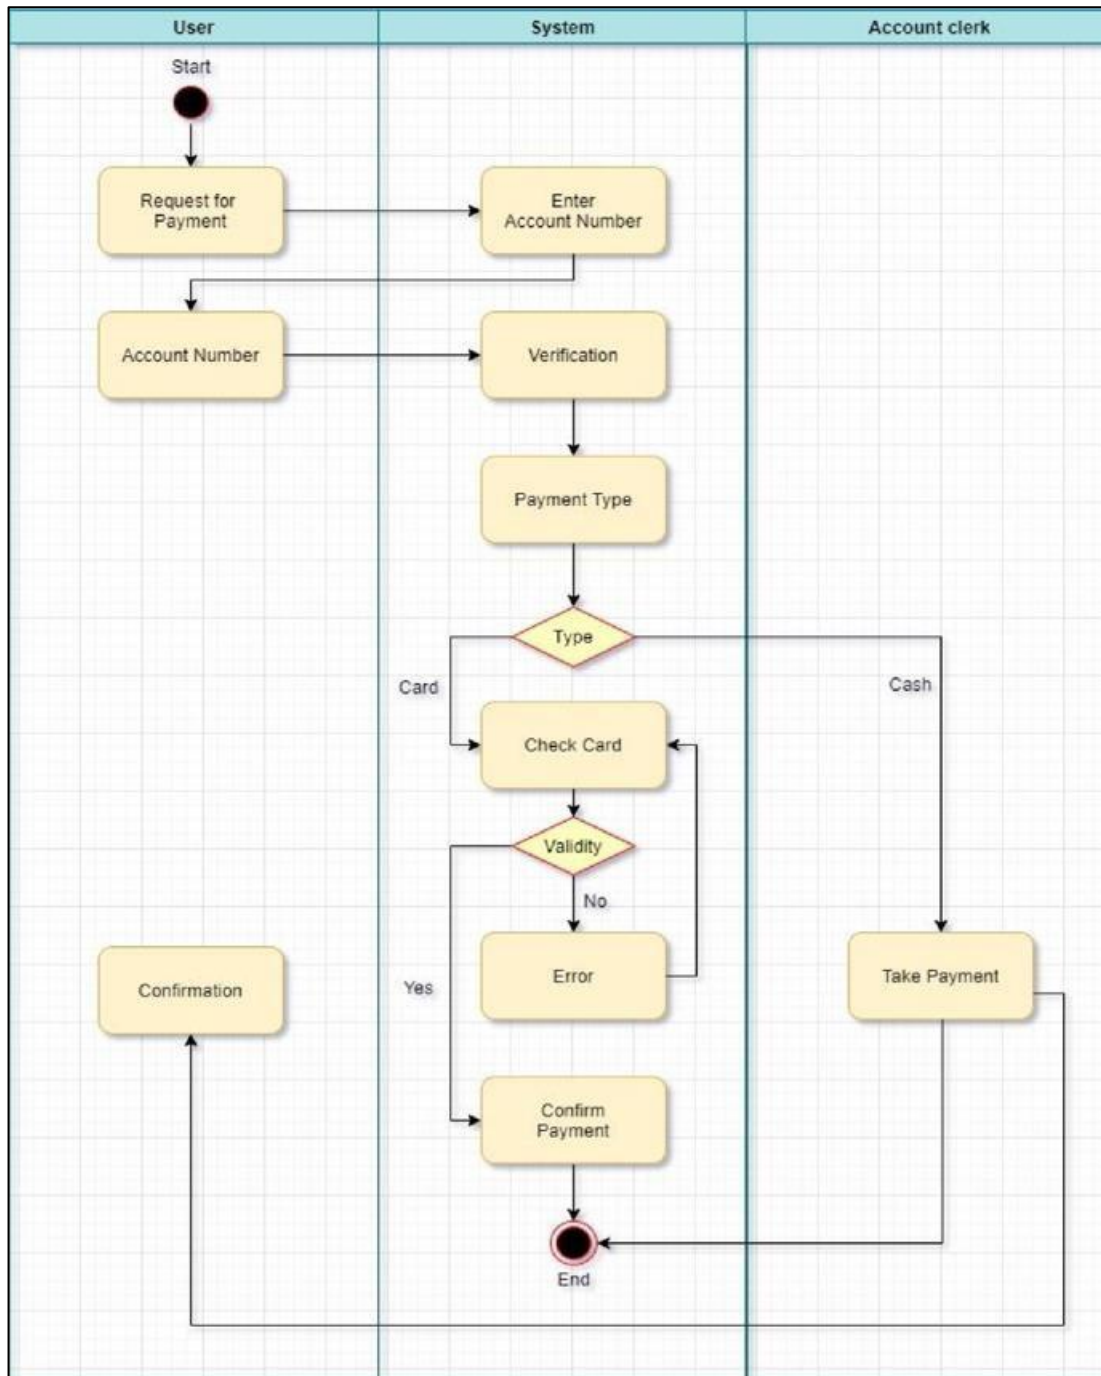 User
System
Account clerk
Start
Request for
Payment
Enter
Account Number
Account Number
Verification
Payment Type
Type
Card
Cash
Check Card
Validity
No
Confirmation
Yes
Error
Take Payment
Confirm
Payment
End